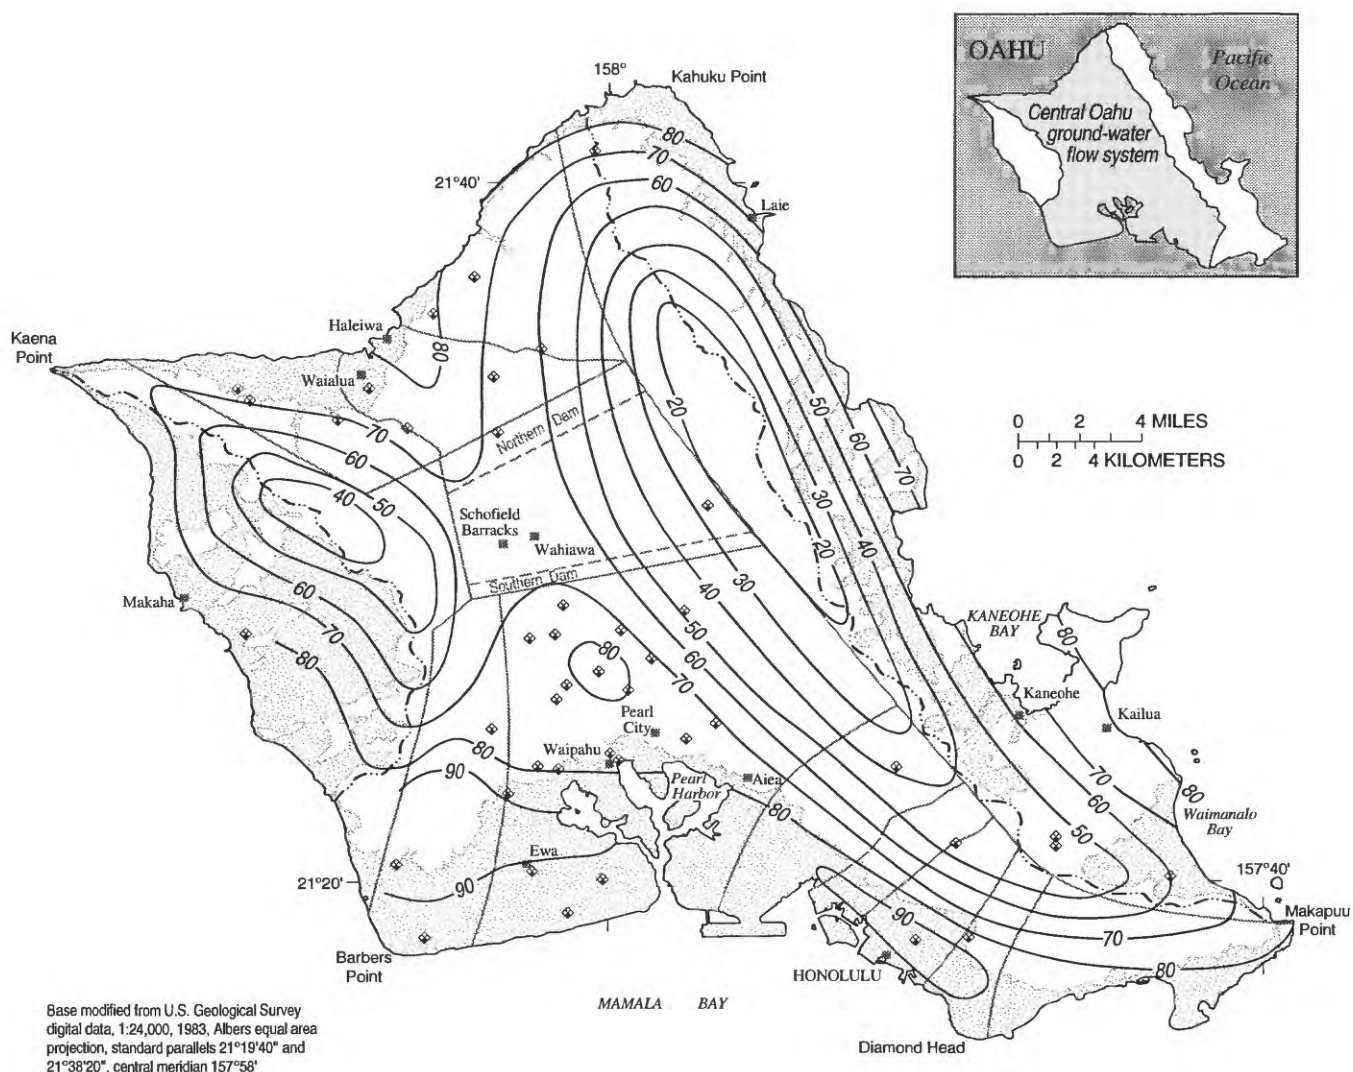 OAHU
Pacific
Ocean
Central Oahu
ground-water
flow system
158°
Kahuku Point
21°40'
80
70
60
Laie
Kaena
Point
Haleiwa
80
Waialua
20
50
60
70
0 2 4 MILES
0 2 4 KILOMETERS
Northern Dam
70
60
50
40
30
40
20
Schofield
Barracks
Wahiawa
Southern Dam
Makaha
60
70
80
30
40
50
60
70
80
KANEOHE
BAY
80
Kaneohe
Kailua
Pearl
City
Waipahu
80
90
Pearl
Harbor
Aiea
80
70
60
50
80
Waimanalo
Bay
Ewa
90
21°20'
157°40'
Makapuu
Point
90
70
80
Barbers
Point
HONOLULU
MAMALA BAY
Diamond Head
Base modified from U.S. Geological Survey
digital data, 1:24,000, 1983, Albers equal area
projection, standard parallels 21°19'40" and
21°38'20", central meridian 157°58'